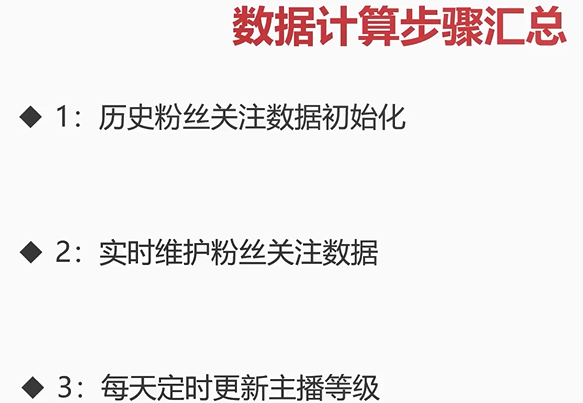 数据计算步骤汇总
◆ 1：历史粉丝关注数据初始化
◆ 2：实时维护粉丝关注数据
◆ 3：每天定时更新主播等级